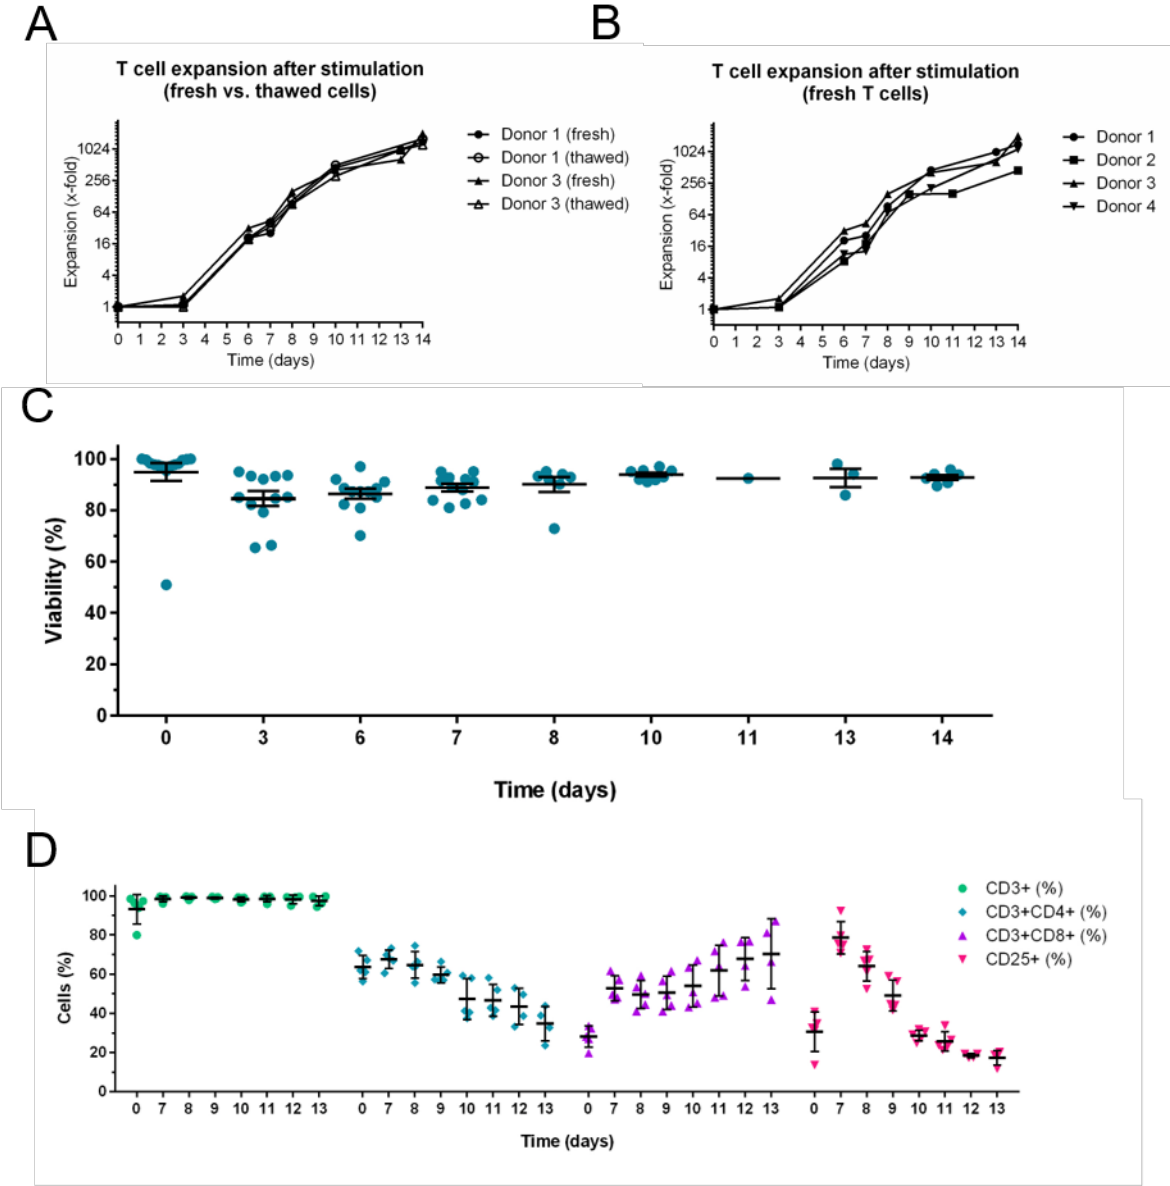 A
T cell expansion after stimulation
(fresh vs. thawed cells)
Expansion (x-fold)
1024
256
64
16
4
1
0 1 2 3 4 5 6 7 8 9 10 11 12 13 14
Time (days)
Donor 1 (fresh)
Donor 1 (thawed)
Donor 3 (fresh)
Donor 3 (thawed)
B
T cell expansion after stimulation
(fresh T cells)
Expansion (x-fold)
1024
256
64
16
4
1
0 1 2 3 4 5 6 7 8 9 10 11 12 13 14
Time (days)
Donor 1
Donor 2
Donor 3
Donor 4
C
Viability (%)
100
80
60
40
20
0
0 3 6 7 8 10 11 13 14
Time (days)
D
Cells (%)
100
80
60
40
20
0
0 7 8 9 10 11 12 13 0 7 8 9 10 11 12 13 0 7 8 9 10 11 12 13 0 7 8 9 10 11 12 13
Time (days)
CD3+ (%)
CD3+CD4+ (%)
CD3+CD8+ (%)
CD25+ (%)